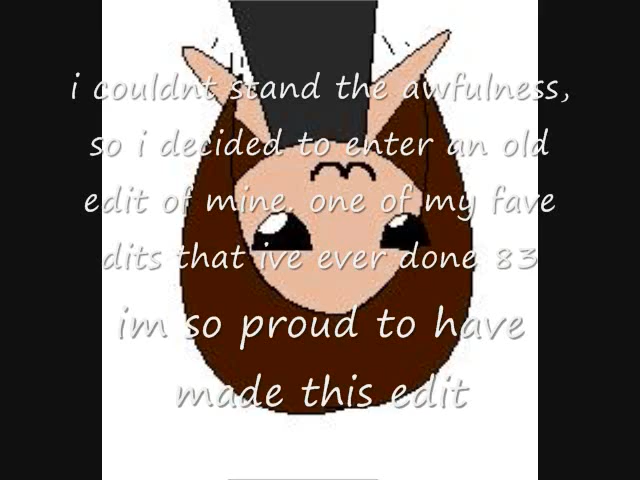 i couldnt stand the awfulness,
so i decided to enter an old
edit of mine. one of my fave
dits that ive ever done 83
im so proud to have
made this edit